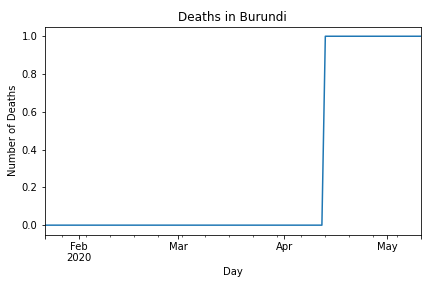 Deaths in Burundi
Number of Deaths
1.0
0.8
0.6
0.4
0.2
0.0
Feb
2020
Mar
Apr
May
Day